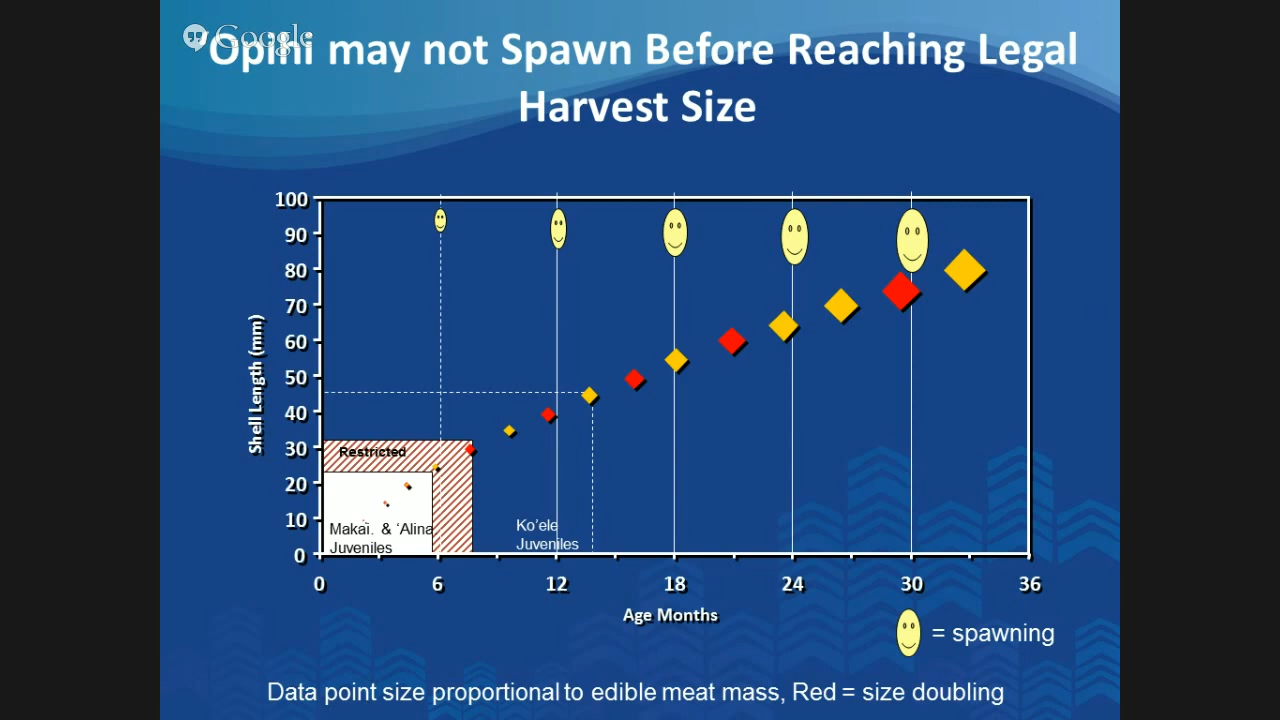 Google
'Opihi may not Spawn Before Reaching Legal
Harvest Size
100
90
80
70
60
50
40
30
20
10
0
Shell Length (mm)
Restricted
Makai. & ‘Alina
Juveniles
Ko’ele
Juveniles
0 6 12 18 24 30 36
Age Months
= spawning
Data point size proportional to edible meat mass, Red = size doubling